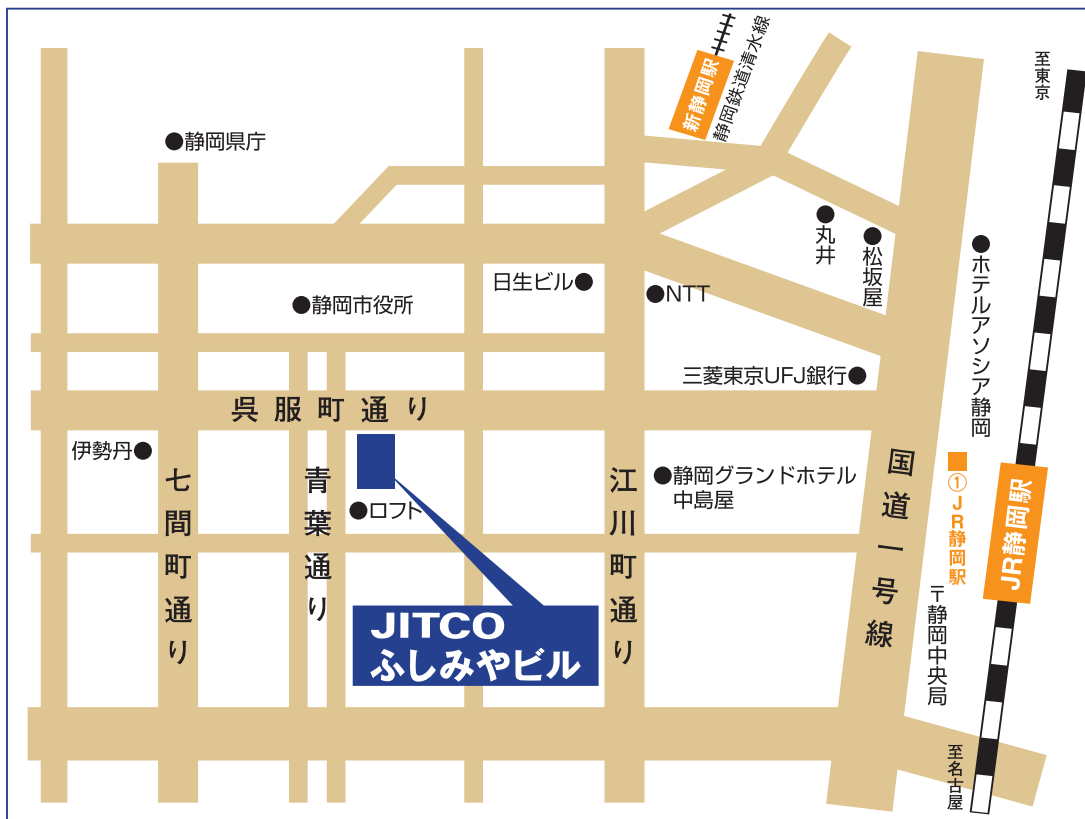 新静岡駅
静岡鉄道清水線
至東京
静岡県庁
丸井
松坂屋
ホテルアソシア静岡
日生ビル
NTT
静岡市役所
三菱東京UFJ銀行
呉服町通り
伊勢丹
七間町通り
青葉通り
ロフト
江川町通り
静岡グランドホテル
中島屋
国道一号線
①JR静岡駅
JR静岡駅
〒静岡中央局
JITCO
ふしみやビル
至名古屋